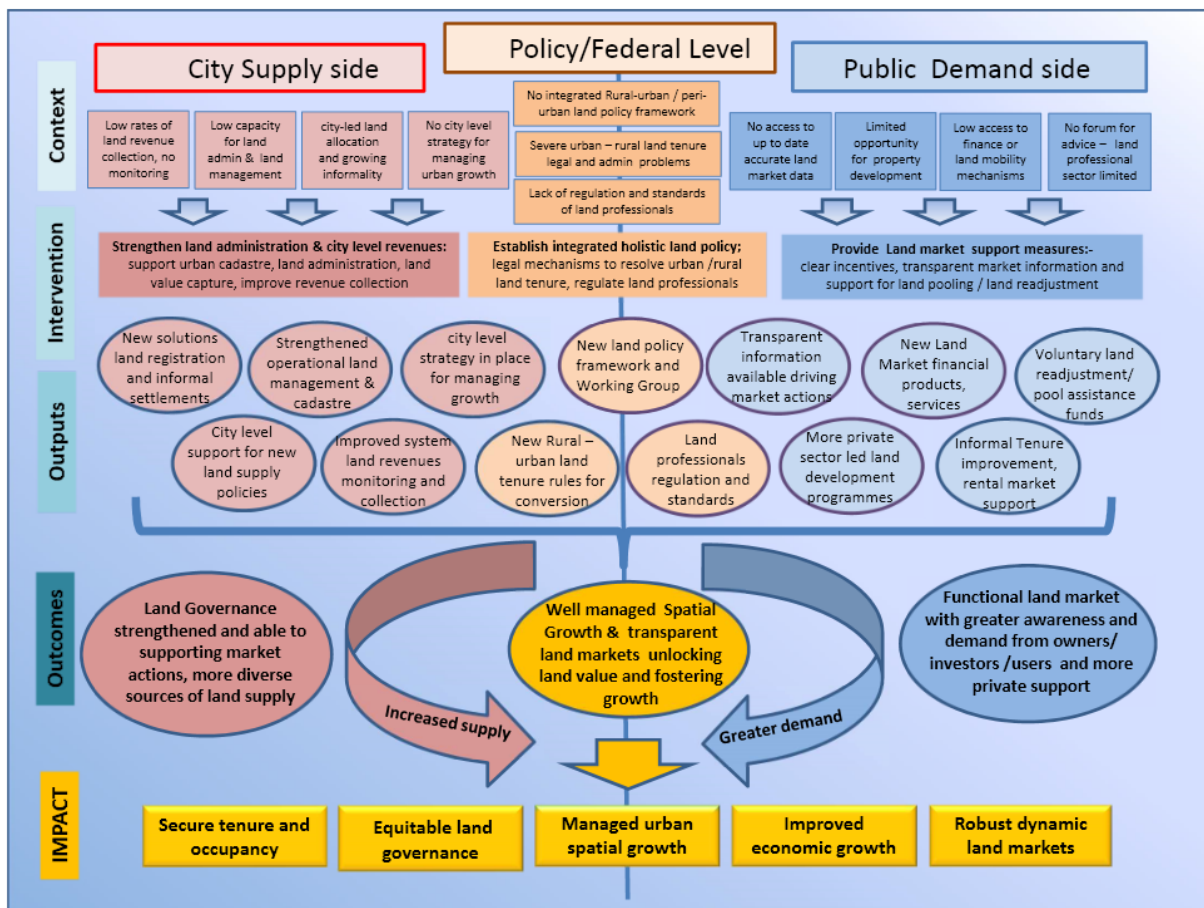 City Supply side
Policy/Federal Level
Public Demand side
Context
Low rates of
land revenue
collection, no
monitoring
Low capacity
for land
admin & land
management
city-led land
allocation
and growing
informality
No city level
strategy for
managing
urban growth
No integrated Rural-urban / peri-
urban land policy framework
Severe urban – rural land tenure
legal and admin problems
Lack of regulation and standards
of land professionals
No access to
up to date
accurate land
market data
Limited
opportunity
for property
development
Low access to
finance or
land mobility
mechanisms
No forum for
advice – land
professional
sector limited
Intervention
Strengthen land administration & city level revenues:
support urban cadastre, land administration, land
value capture, improve revenue collection
Establish integrated holistic land policy;
legal mechanisms to resolve urban /rural
land tenure, regulate land professionals
Provide Land market support measures:-
clear incentives, transparent market information and
support for land pooling / land readjustment
Outputs
New solutions
land registration
and informal
settlements
Strengthened
operational land
management &
cadastre
city level
strategy in place
for managing
growth
New land policy
framework and
Working Group
Transparent
information
available driving
market actions
New Land
Market financial
products,
services
Voluntary land
readjustment/
pool assistance
funds
City level
support for new
land supply
policies
Improved system
land revenues
monitoring and
collection
New Rural –
urban land
tenure rules for
conversion
Land
professionals
regulation and
standards
More private
sector led land
development
programmes
Informal Tenure
improvement,
rental market
support
Outcomes
Land Governance
strengthened and able to
supporting market
actions, more diverse
sources of land supply
Increased supply
Well managed Spatial
Growth & transparent
land markets unlocking
land value and fostering
growth
Greater demand
Functional land market
with greater awareness and
demand from owners/
investors /users and more
private support
IMPACT
Secure tenure and
occupancy
Equitable land
governance
Managed urban
spatial growth
Improved
economic growth
Robust dynamic
land markets